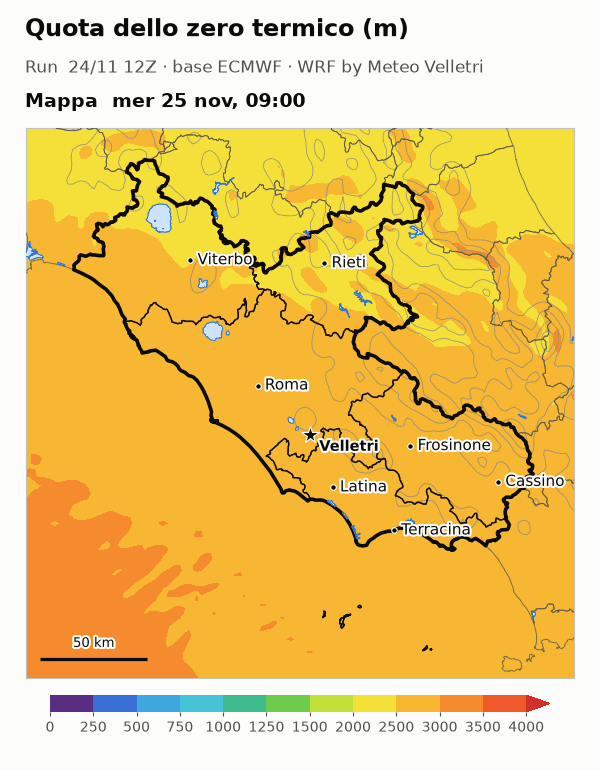 Quota dello zero termico (m)
Run  24/11 12Z · base ECMWF · WRF by Meteo Velletri
Mappa  mer 25 nov, 09:00
Viterbo
Rieti
Roma
Velletri
Frosinone
Latina
Cassino
Terracina
50 km
0 250 500 750 1000 1250 1500 2000 2500 3000 3500 4000